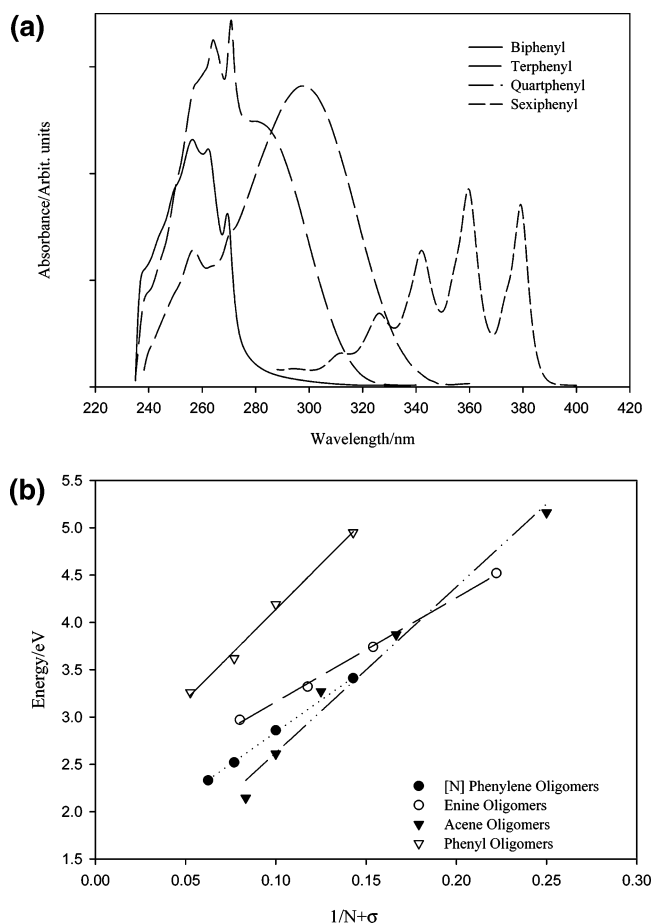 (a)
Absorbance/Arbit. units
Biphenyl
Terphenyl
Quartphenyl
Sexiphenyl
220 240 260 280 300 320 340 360 380 400 420
Wavelength/nm
(b)
5.5
5.0
4.5
4.0
3.5
3.0
2.5
2.0
1.5
Energy/eV
[N] Phenylene Oligomers
Enine Oligomers
Acene Oligomers
Phenyl Oligomers
0.00 0.05 0.10 0.15 0.20 0.25 0.30
1/N+σ